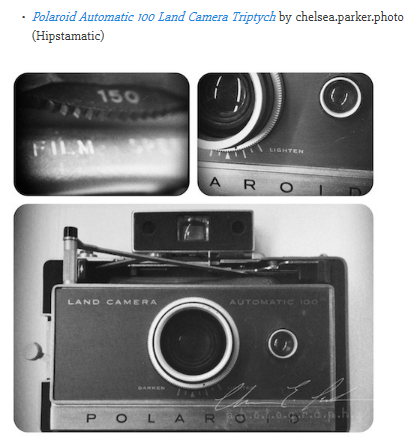 • Polaroid Automatic 100 Land Camera Triptych by chelsea.parker.photo
(Hipstamatic)
150
FILM
LIGHTEN
AROID
LAND CAMERA AUTOMATIC 100
DARKEN
POLAROID